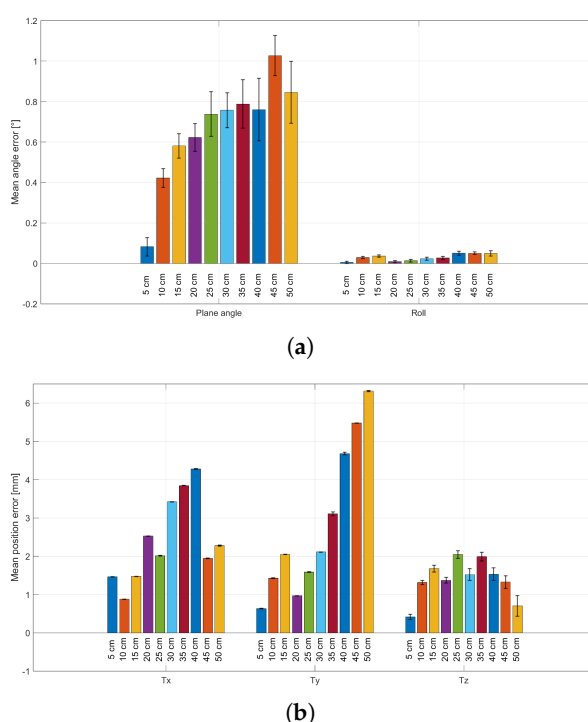 1.2
1
0.8
0.6
0.4
0.2
0
-0.2
Mean angle error [°]
5 cm
10 cm
15 cm
20 cm
25 cm
30 cm
35 cm
40 cm
45 cm
50 cm
5 cm
10 cm
15 cm
20 cm
25 cm
30 cm
35 cm
40 cm
45 cm
50 cm
Plane angle
Roll
(a)
6
5
4
3
2
1
0
-1
Mean position error [mm]
5 cm
10 cm
15 cm
20 cm
25 cm
30 cm
35 cm
40 cm
45 cm
50 cm
5 cm
10 cm
15 cm
20 cm
25 cm
30 cm
35 cm
40 cm
45 cm
50 cm
5 cm
10 cm
15 cm
20 cm
25 cm
30 cm
35 cm
40 cm
45 cm
50 cm
Tx
Ty
Tz
(b)